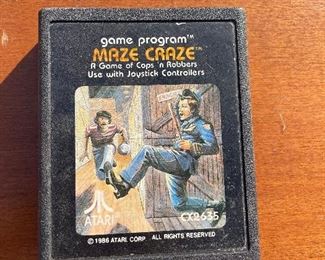 game program™
MAZE CRAZE™
A Game of Cops 'n Robbers
Use with Joystick Controllers
ATARI
CX2635
© 1986 ATARI CORP. ALL RIGHTS RESERVED